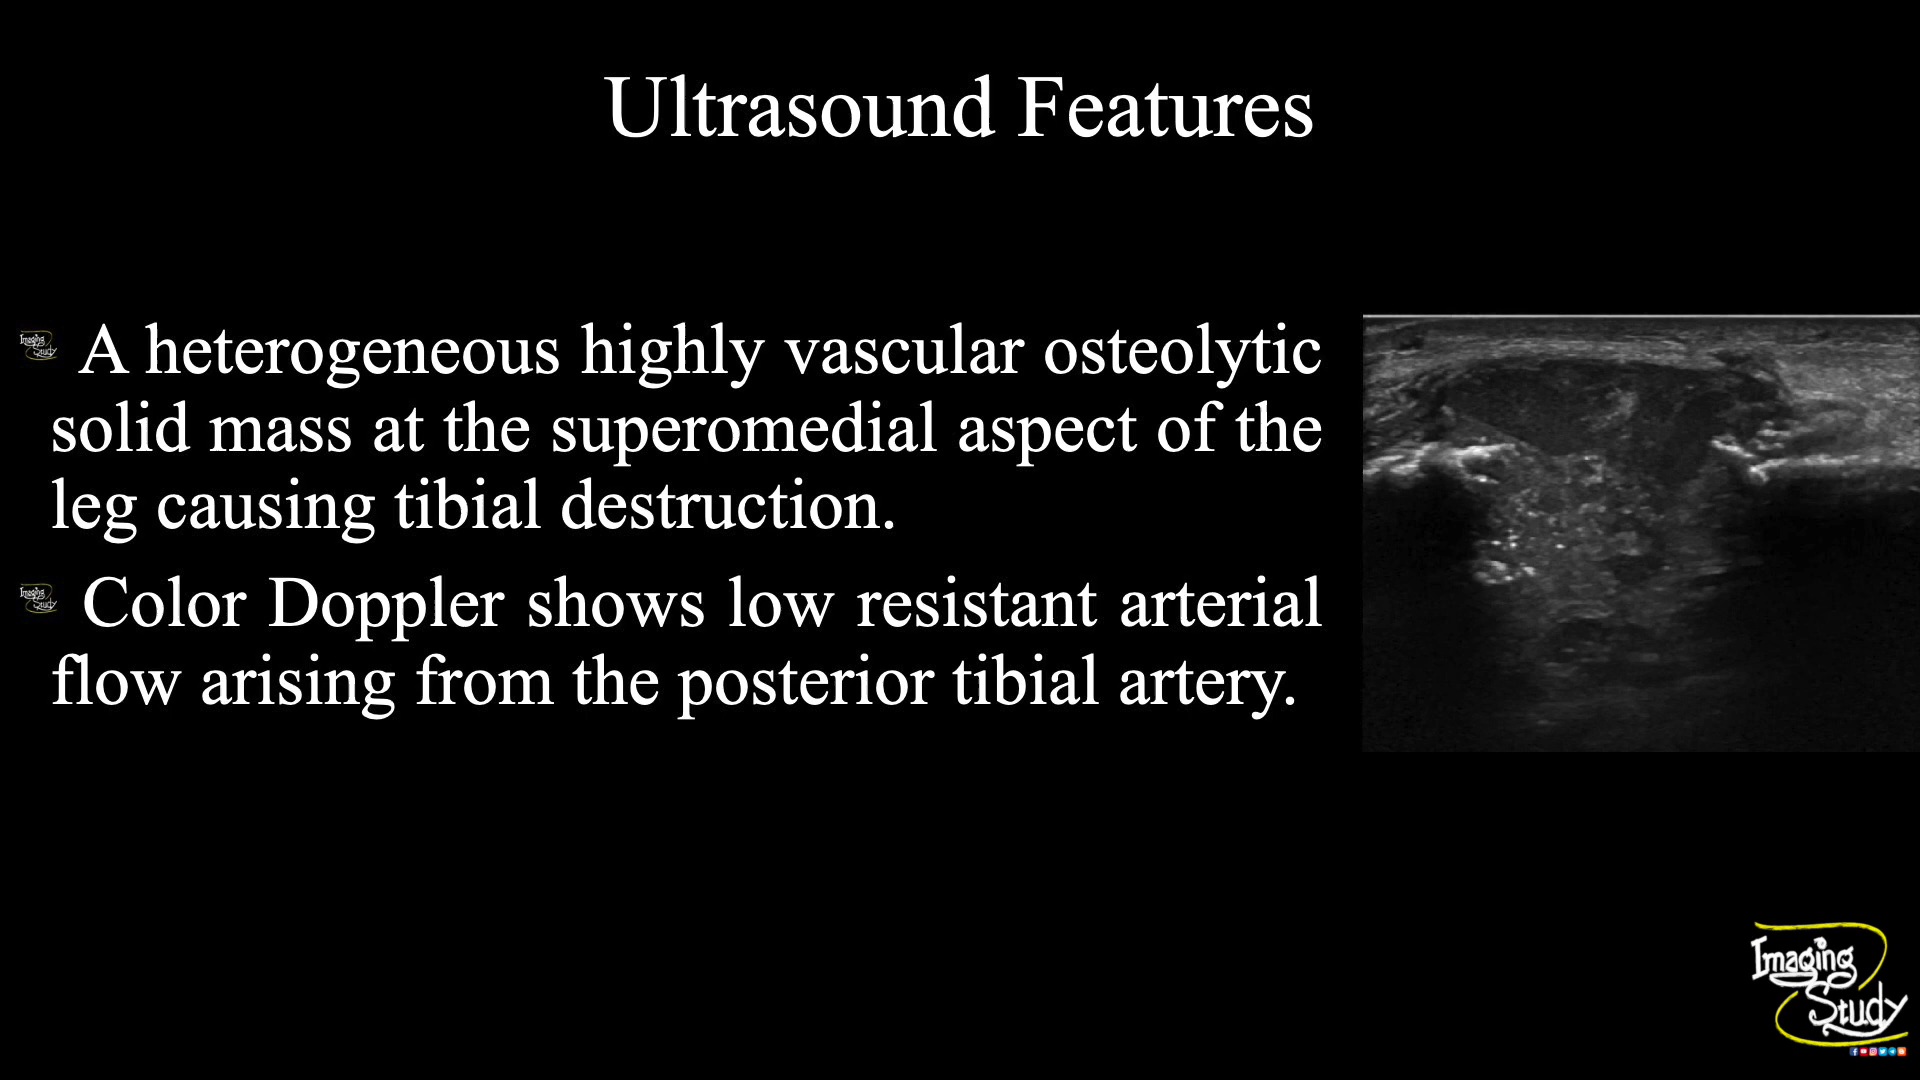 Ultrasound Features
A heterogeneous highly vascular osteolytic
solid mass at the superomedial aspect of the
leg causing tibial destruction.
Color Doppler shows low resistant arterial
flow arising from the posterior tibial artery.
Imaging
Study